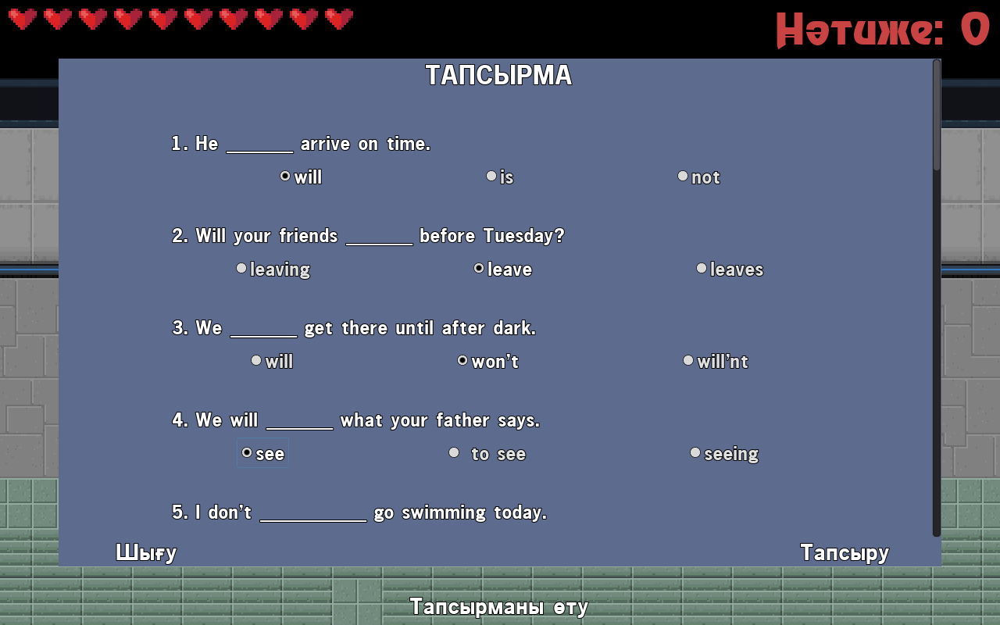 Нәтиже: 0
ТАПСЫРМА
1. He _______ arrive on time.
will is not
2. Will your friends _______ before Tuesday?
leaving leave leaves
3. We _______ get there until after dark.
will won't will'nt
4. We will _______ what your father says.
see to see seeing
5. I don't ___________ go swimming today.
Шығу Тапсыру
Тапсырманы өту